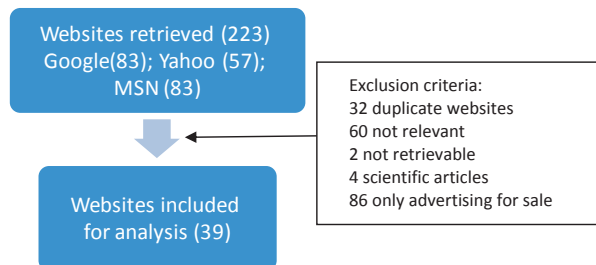 Websites retrieved (223)
Google(83); Yahoo (57);
MSN (83)
Exclusion criteria:
32 duplicate websites
60 not relevant
2 not retrievable
4 scientific articles
86 only advertising for sale
Websites included
for analysis (39)